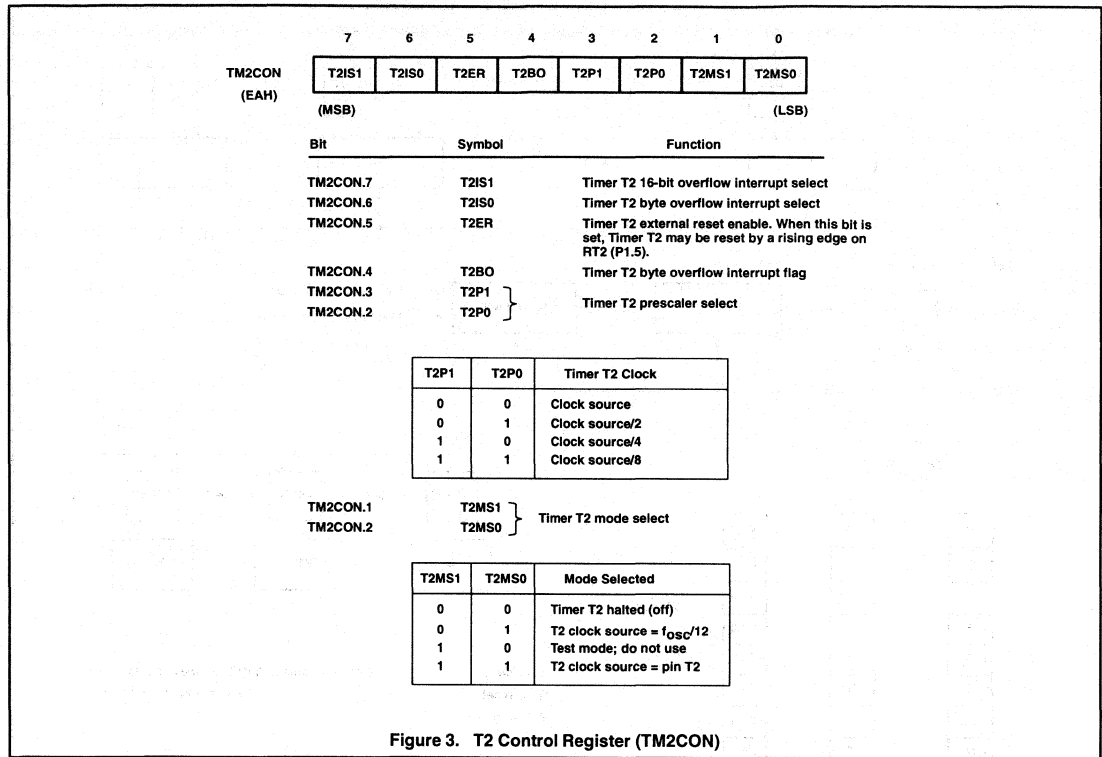 7 6 5 4 3 2 1 0
TM2CON T2IS1 T2IS0 T2ER T2BO T2P1 T2P0 T2MS1 T2MS0
(EAH)
(MSB) (LSB)
Bit Symbol Function
TM2CON.7 T2IS1 Timer T2 16-bit overflow interrupt select
TM2CON.6 T2IS0 Timer T2 byte overflow interrupt select
TM2CON.5 T2ER Timer T2 external reset enable. When this bit is
set, Timer T2 may be reset by a rising edge on
RT2 (P1.5).
TM2CON.4 T2BO Timer T2 byte overflow interrupt flag
TM2CON.3 T2P1
Timer T2 prescaler select
TM2CON.2 T2P0
T2P1 T2P0 Timer T2 Clock
0 0 Clock source
0 1 Clock source/2
1 0 Clock source/4
1 1 Clock source/8
TM2CON.1 T2MS1
Timer T2 mode select
TM2CON.2 T2MS0
T2MS1 T2MS0 Mode Selected
0 0 Timer T2 halted (off)
0 1 T2 clock source = fOSC/12
1 0 Test mode; do not use
1 1 T2 clock source = pin T2
Figure 3. T2 Control Register (TM2CON)